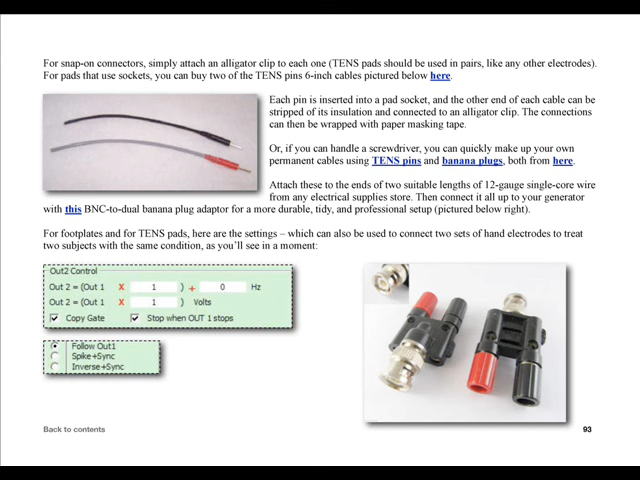 For snap-on connectors, simply attach an alligator clip to each one (TENS pads should be used in pairs, like any other electrodes).
For pads that use sockets, you can buy two of the TENS pins 6-inch cables pictured below here.
Each pin is inserted into a pad socket, and the other end of each cable can be
stripped of its insulation and connected to an alligator clip. The connections
can then be wrapped with paper masking tape.
Or, if you can handle a screwdriver, you can quickly make up your own
permanent cables using TENS pins and banana plugs, both from here.
Attach these to the ends of two suitable lengths of 12-gauge single-core wire
from any electrical supplies store. Then connect it all up to your generator
with this BNC-to-dual banana plug adaptor for a more durable, tidy, and professional setup (pictured below right).
For footplates and for TENS pads, here are the settings – which can also be used to connect two sets of hand electrodes to treat
two subjects with the same condition, as you'll see in a moment:
Out2 Control
Out 2 = (Out 1 X 1 ) + 0 Hz
Out 2 = (Out 1 X 1 ) Volts
Copy Gate Stop when OUT 1 stops
Follow Out1
Spike+Sync
Inverse+Sync
Back to contents 93